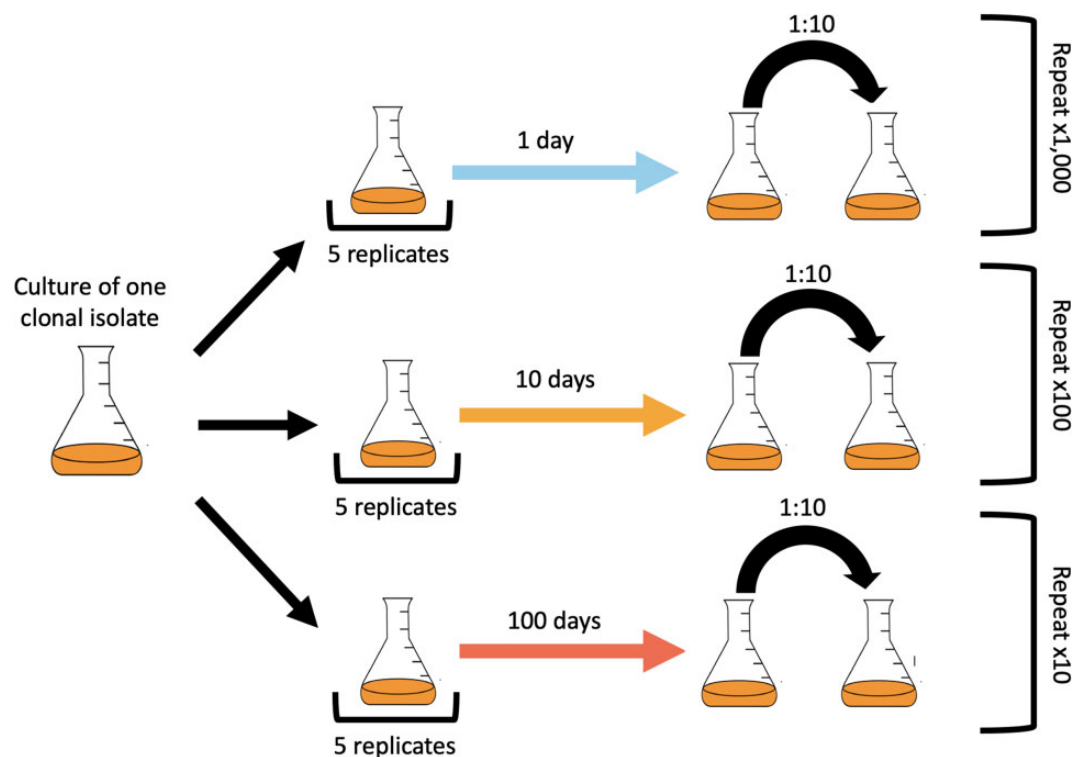 1:10
Repeat x1,000
1 day
5 replicates
Culture of one
clonal isolate
1:10
Repeat x100
10 days
5 replicates
1:10
Repeat x10
100 days
5 replicates